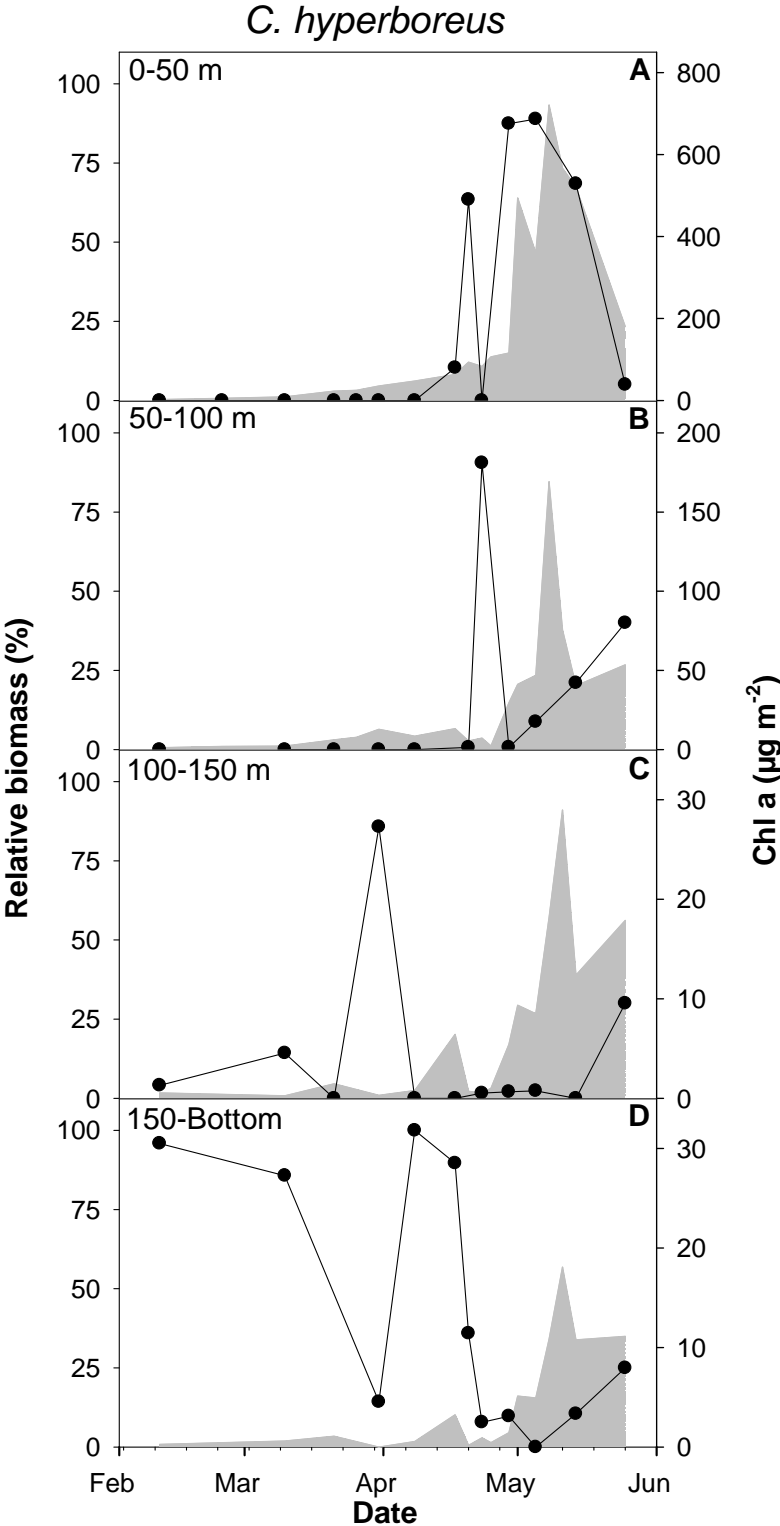 C. hyperboreus
0-50 m
A
100
75
50
25
0
800
600
400
200
0
50-100 m
B
100
75
50
25
0
200
150
100
50
0
100-150 m
C
100
75
50
25
0
30
20
10
0
150-Bottom
D
100
75
50
25
0
30
20
10
0
Relative biomass (%)
Chl a (µg m-2)
Feb Mar Apr May Jun
Date